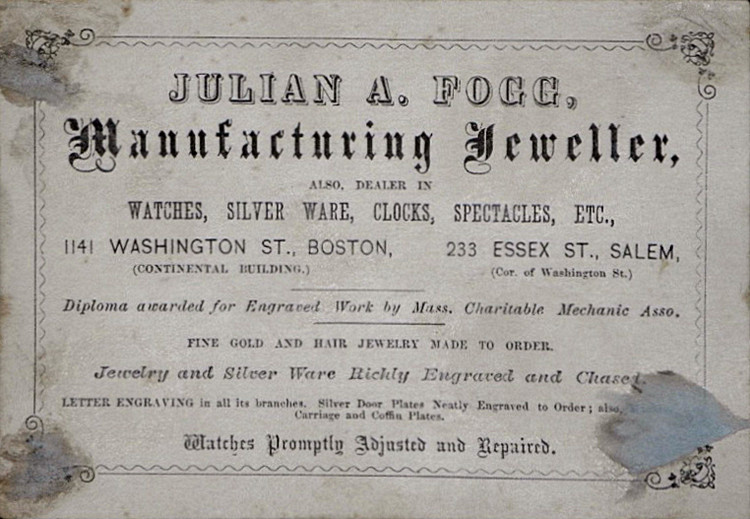 JULIAN A. FOGG,
Manufacturing Jeweller,
ALSO, DEALER IN
WATCHES, SILVER WARE, CLOCKS, SPECTACLES, ETC.,
1141 WASHINGTON ST., BOSTON, 233 ESSEX ST., SALEM,
(CONTINENTAL BUILDING.) (Cor. of Washington St.)
Diploma awarded for Engraved Work by Mass. Charitable Mechanic Asso.
FINE GOLD AND HAIR JEWELRY MADE TO ORDER.
Jewelry and Silver Ware Richly Engraved and Chased.
LETTER ENGRAVING in all its branches. Silver Door Plates Neatly Engraved to Order; also,
Carriage and Coffin Plates.
Watches Promptly Adjusted and Repaired.